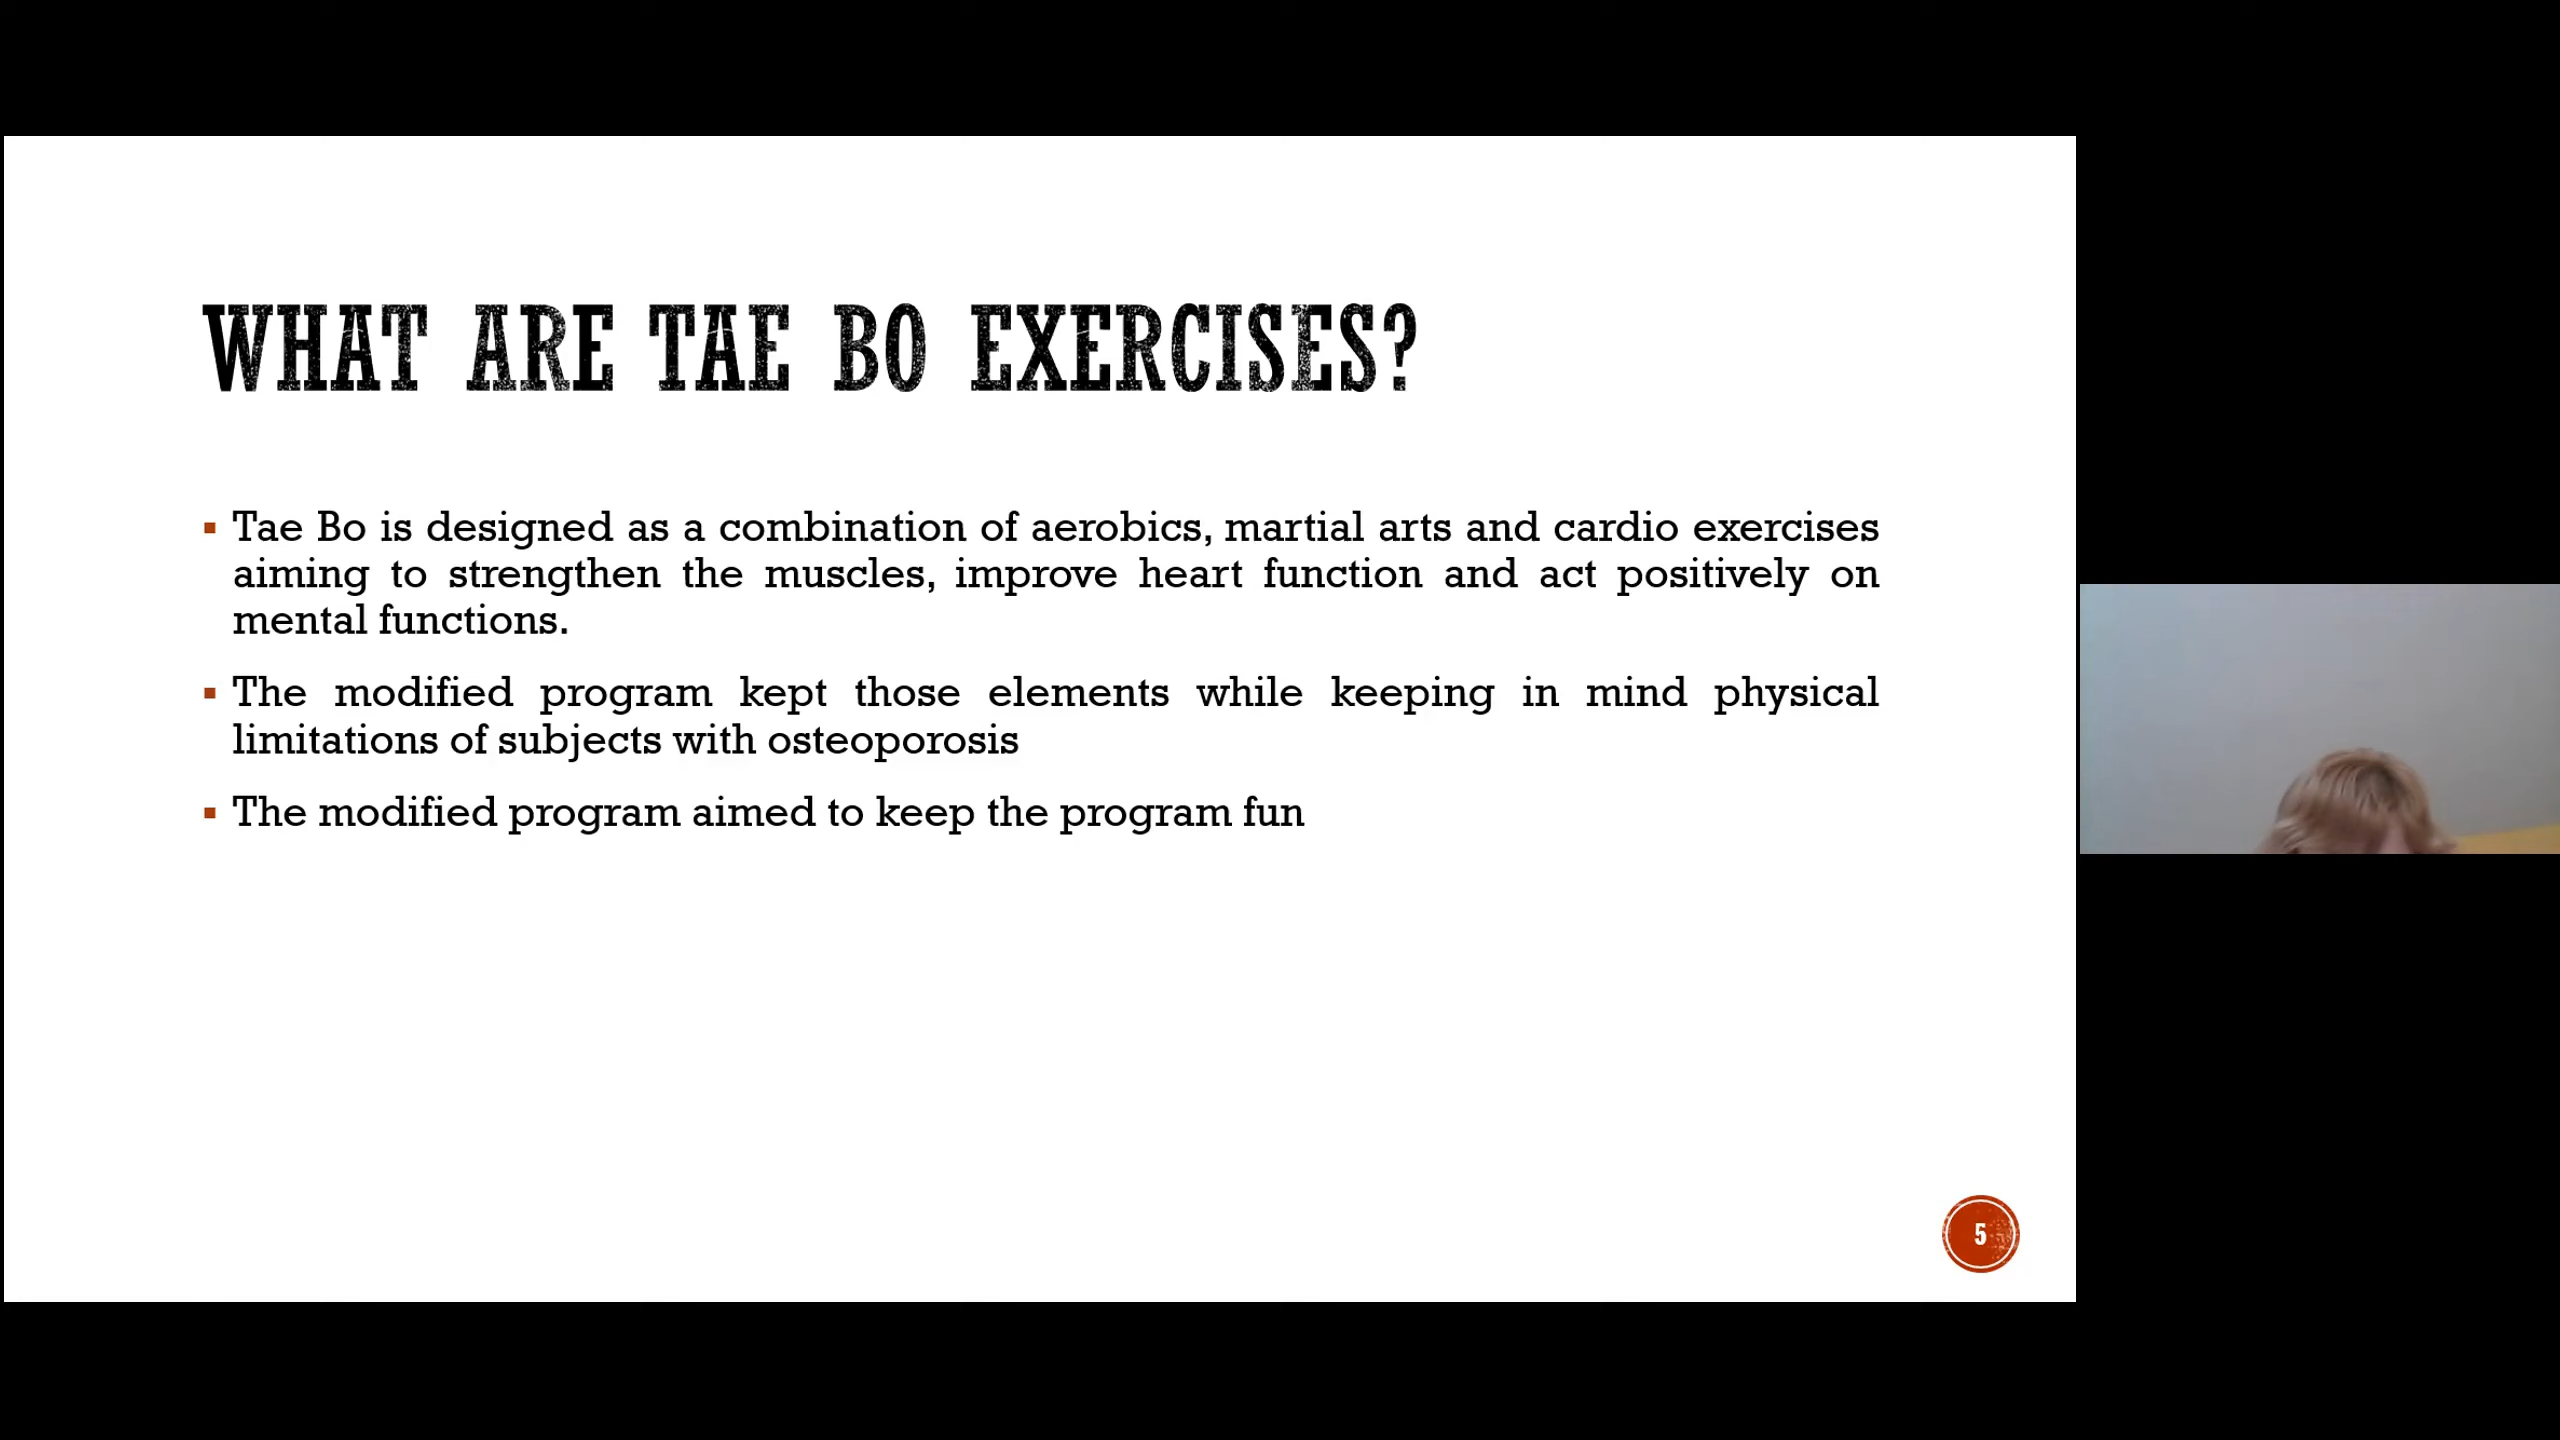 WHAT ARE TAE BO EXERCISES?
Tae Bo is designed as a combination of aerobics, martial arts and cardio exercises
aiming to strengthen the muscles, improve heart function and act positively on
mental functions.
The modified program kept those elements while keeping in mind physical
limitations of subjects with osteoporosis
The modified program aimed to keep the program fun
5